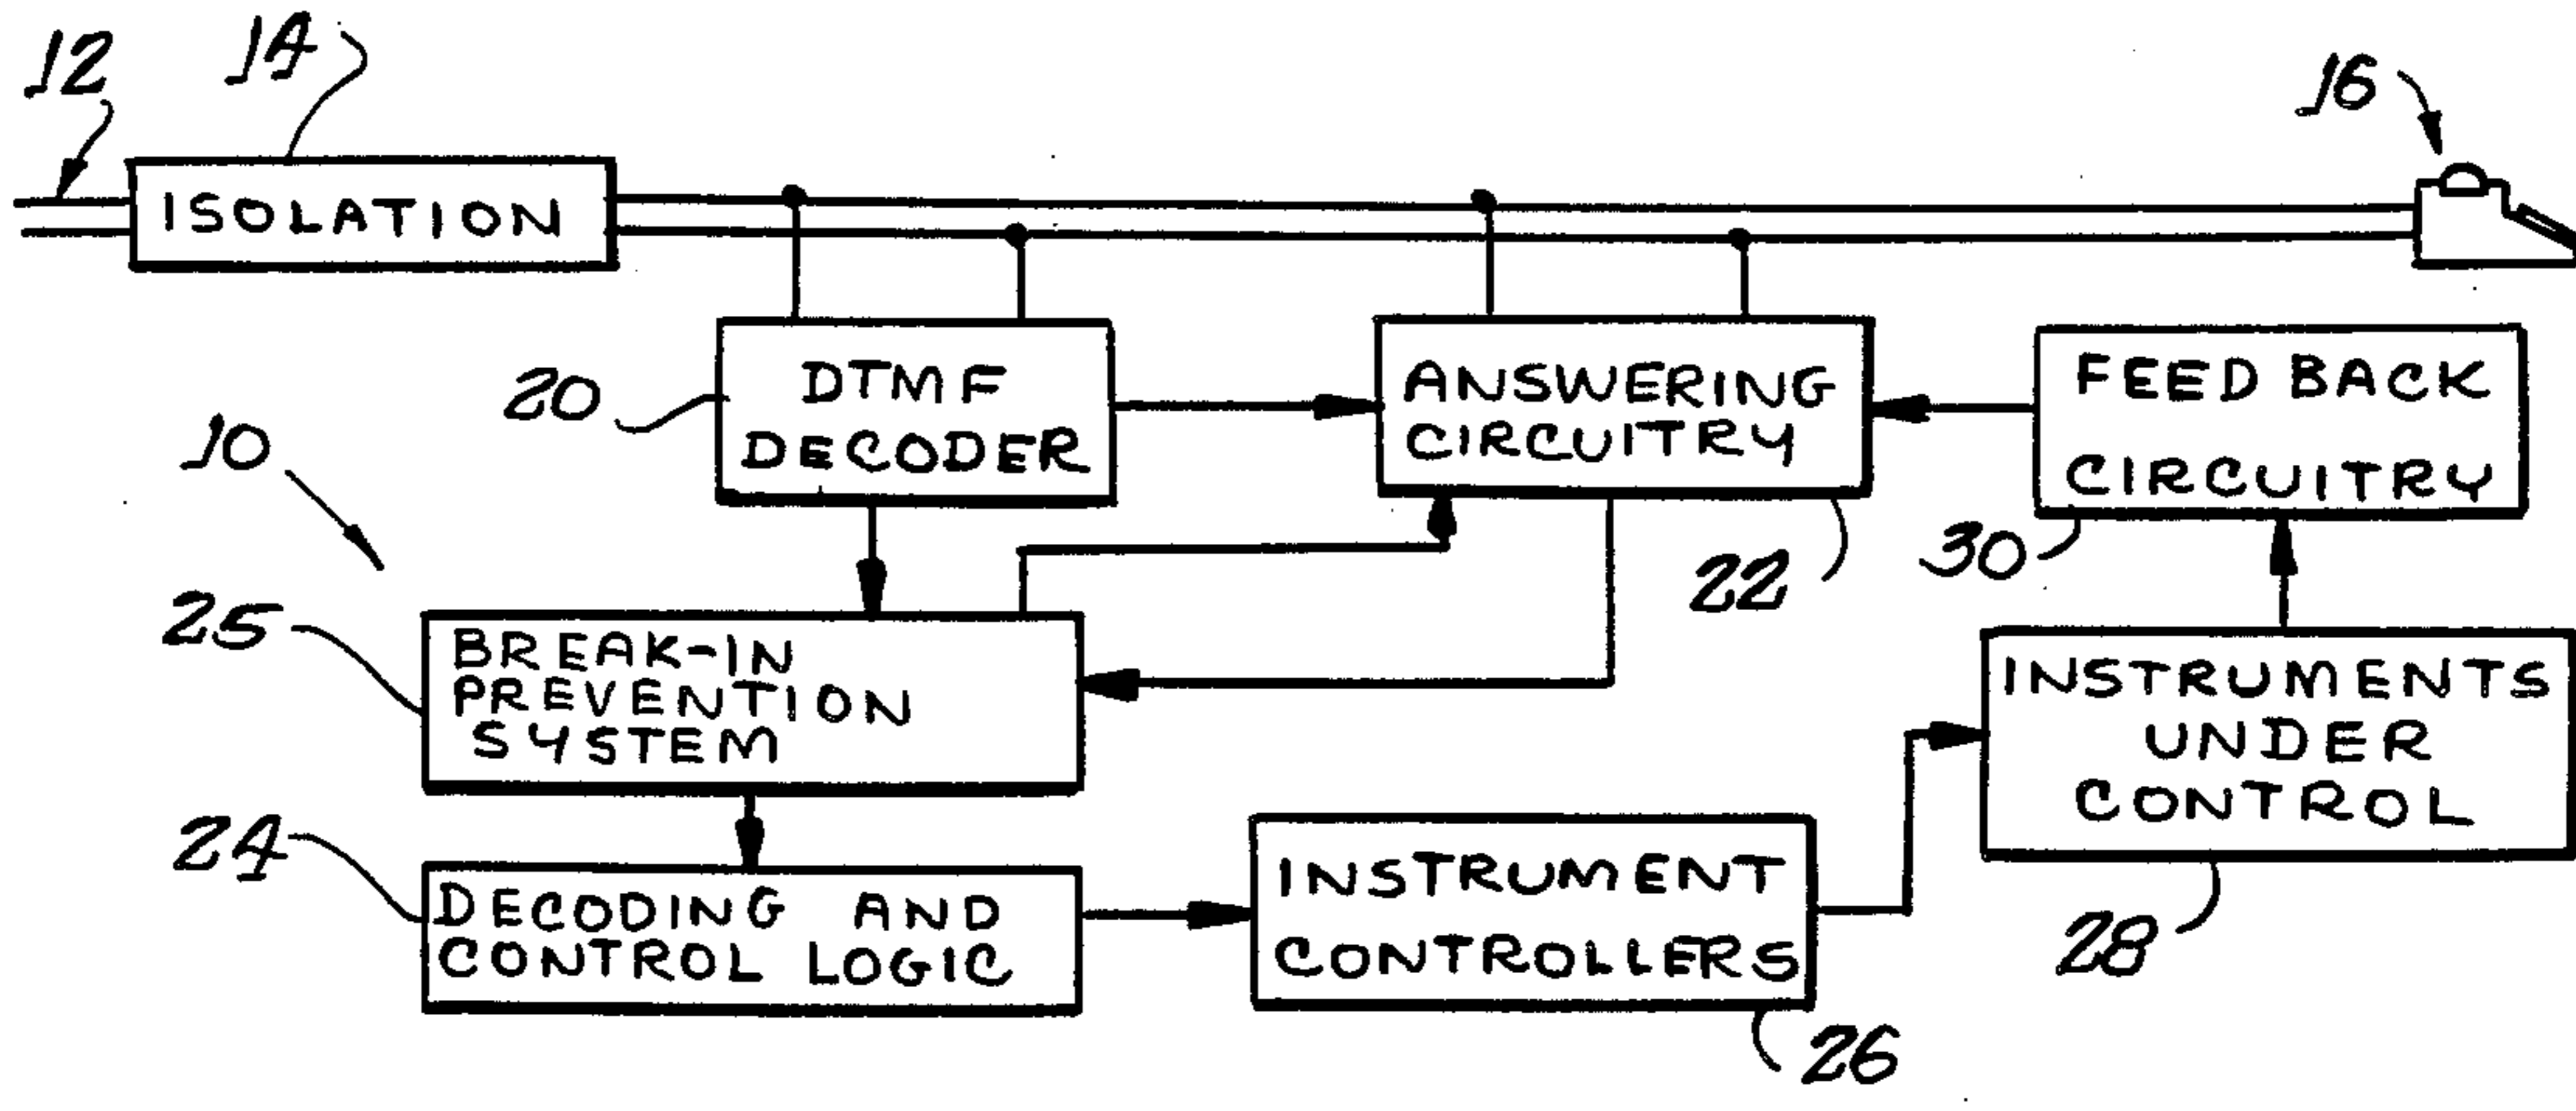 12
14
16
ISOLATION
20
DTMF
DECODER
ANSWERING
CIRCUITRY
FEED BACK
CIRCUITRY
10
22
30
25
BREAK-IN
PREVENTION
SYSTEM
INSTRUMENTS
UNDER
CONTROL
24
DECODING AND
CONTROL LOGIC
INSTRUMENT
CONTROLLERS
28
26